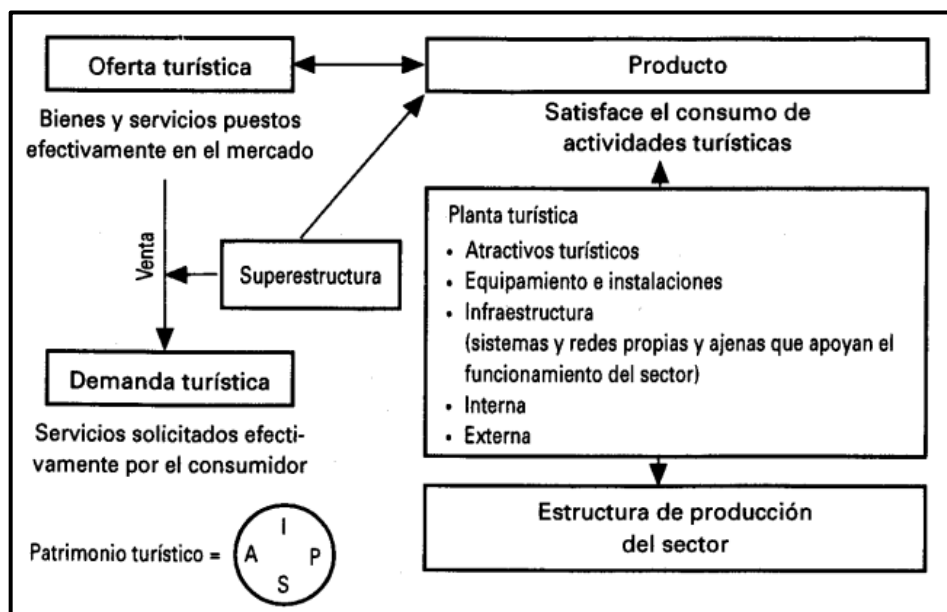 Oferta turística
Producto
Bienes y servicios puestos
efectivamente en el mercado
Satisface el consumo de
actividades turísticas
Venta
Superestructura
Planta turística
• Atractivos turísticos
• Equipamiento e instalaciones
• Infraestructura
(sistemas y redes propias y ajenas que apoyan el
funcionamiento del sector)
• Interna
• Externa
Demanda turística
Servicios solicitados efecti-
vamente por el consumidor
Estructura de producción
del sector
Patrimonio turístico =
I
A P
S